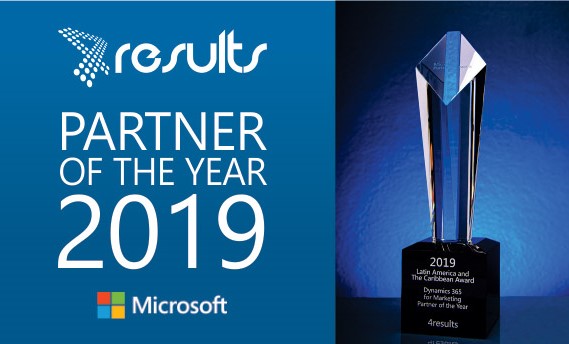 results
PARTNER
OF THE YEAR
2019
Microsoft
2019
Latin America and
The Caribbean Award
Dynamics 365
for Marketing
Partner of the Year
4results